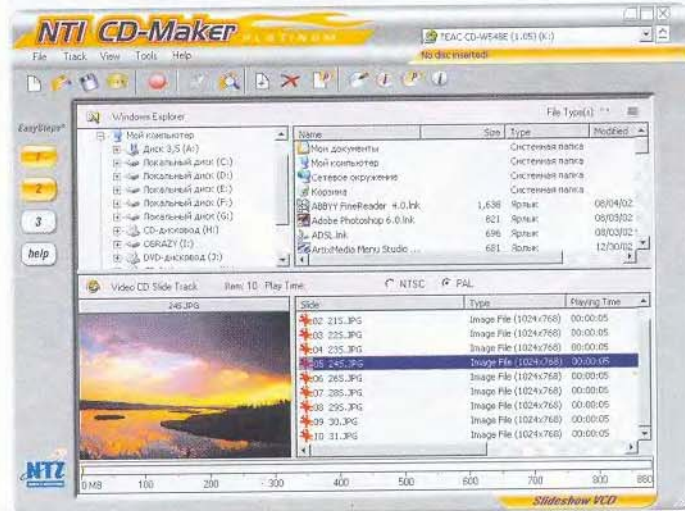 NTI CD-Maker
PLATINUM
TEAC CD-W548E (1.05) (K:)
File Track View Tools Help
No disc inserted!
Windows Explorer
File Type(s) *.*
EasySteps®
1
2
3
help
Мой компьютер
Диск 3,5 (A:)
Локальный диск (C:)
Локальный диск (D:)
Локальный диск (E:)
Локальный диск (F:)
Локальный диск (G:)
CD-дисковод (H:)
CGRAZY (I:)
DVD-дисковод (J:)
Name Size Type Modified
Мои документы Системная папка
Мой компьютер Системная папка
Сетевое окружение Системная папка
Корзина Системная папка
ABBYY FineReader 4.0.lnk 1,638 Ярлык 08/04/02
Adobe Photoshop 6.0.lnk 821 Ярлык 08/03/02
ADSL.lnk 696 Ярлык 08/03/02
ArtixMedia Menu Studio ... 681 Ярлык 12/30/02
Video CD Slide Track Item: 10 Play Time: NTSC PAL
24S.JPG
Slide Type Playing Time
02 21S.JPG Image File (1024x768) 00:00:05
03 22S.JPG Image File (1024x768) 00:00:05
04 23S.JPG Image File (1024x768) 00:00:05
05 24S.JPG Image File (1024x768) 00:00:05
06 26S.JPG Image File (1024x768) 00:00:05
07 28S.JPG Image File (1024x768) 00:00:05
08 29S.JPG Image File (1024x768) 00:00:05
09 30.JPG Image File (1024x768) 00:00:05
10 31.JPG Image File (1024x768) 00:00:05
NTI
0 MB 100 200 300 400 500 600 700 800 880
Slideshow VCD